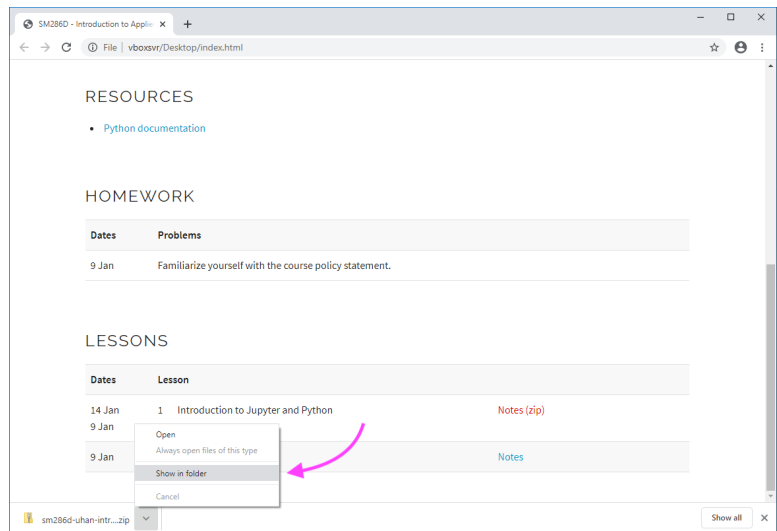 SM286D - Introduction to Applie
File | vboxsvr/Desktop/index.html
RESOURCES
Python documentation
HOMEWORK
Dates Problems
9 Jan Familiarize yourself with the course policy statement.
LESSONS
Dates Lesson
14 Jan 1 Introduction to Jupyter and Python Notes (zip)
9 Jan
Open
Always open files of this type
9 Jan Notes
Show in folder
Cancel
sm286d-uhan-intr....zip Show all